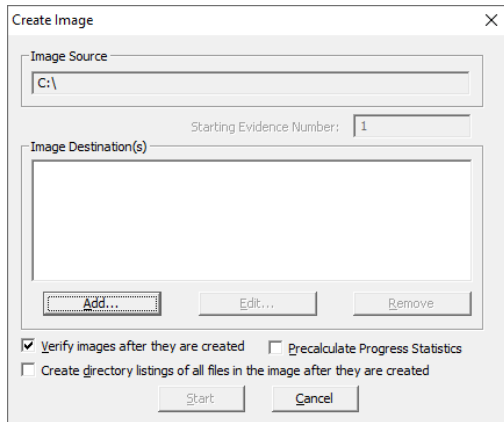 Create Image
Image Source
C:\
Starting Evidence Number: 1
Image Destination(s)
Add... Edit... Remove
Verify images after they are created Precalculate Progress Statistics
Create directory listings of all files in the image after they are created
Start Cancel